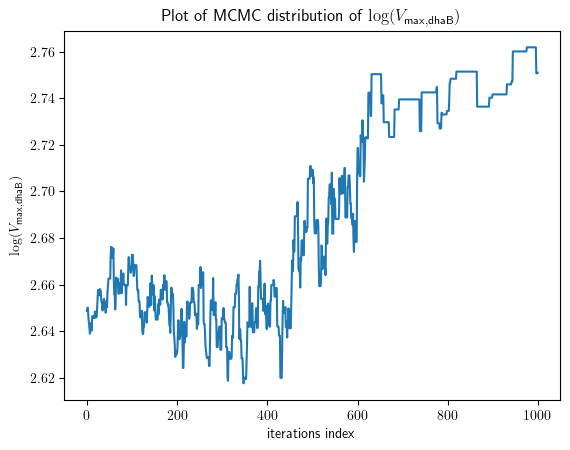 Plot of MCMC distribution of log(V_max,dhaB)
2.76
2.74
2.72
2.70
2.68
2.66
2.64
2.62
log(V_max,dhaB)
0 200 400 600 800 1000
iterations index